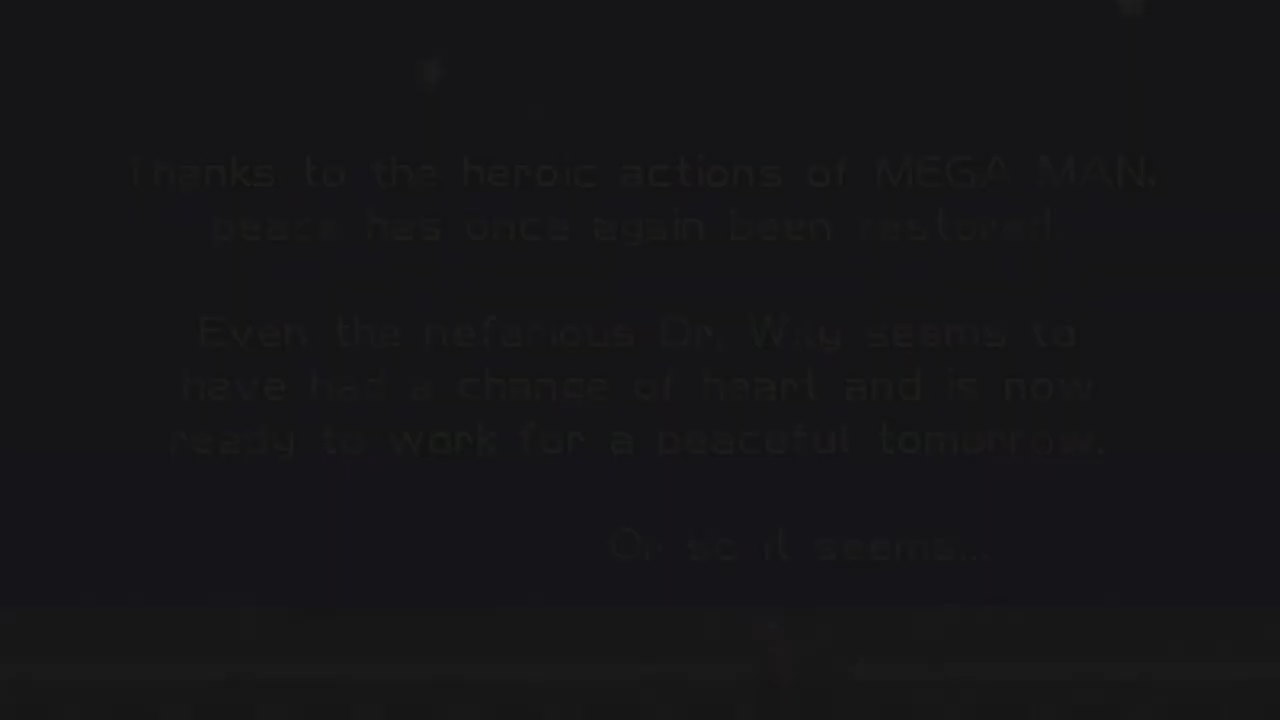 Thanks to the heroic actions of MEGA MAN,
peace has once again been restored.
Even the nefarious Dr. Wily seems to
have had a change of heart and is now
ready to work for a peaceful tomorrow.
Or so it seems...